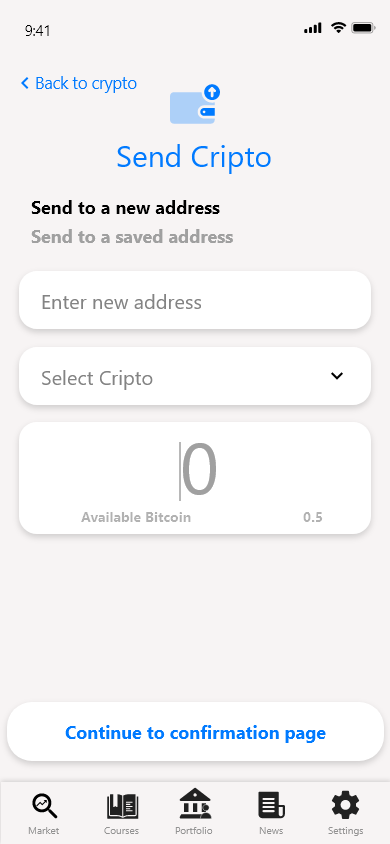 9:41
Back to crypto
Send Cripto
Send to a new address
Send to a saved address
Enter new address
Select Cripto
0
Available Bitcoin 0.5
Continue to confirmation page
Market Courses Portfolio News Settings